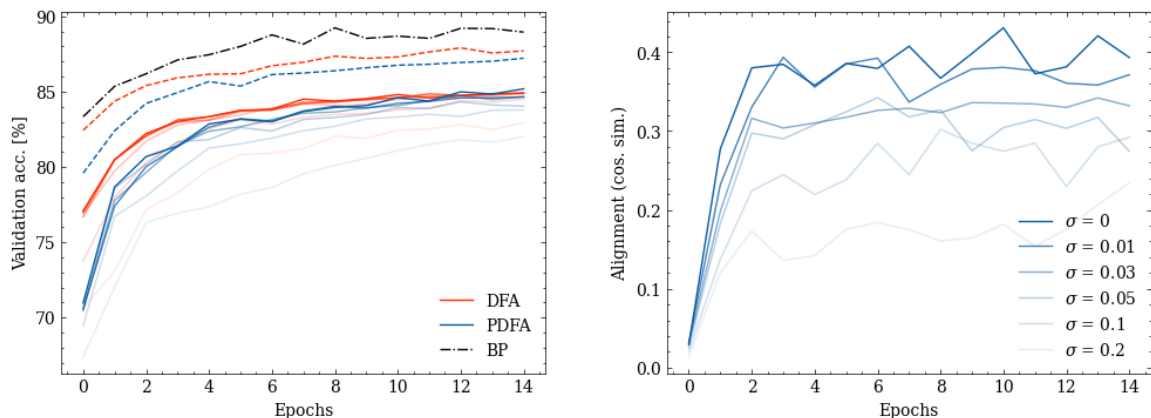 90
85
80
75
70
Validation acc. [%]
DFA
PDFA
BP
0 2 4 6 8 10 12 14
Epochs
0.4
0.3
0.2
0.1
0.0
Alignment (cos. sim.)
σ = 0
σ = 0.01
σ = 0.03
σ = 0.05
σ = 0.1
σ = 0.2
0 2 4 6 8 10 12 14
Epochs